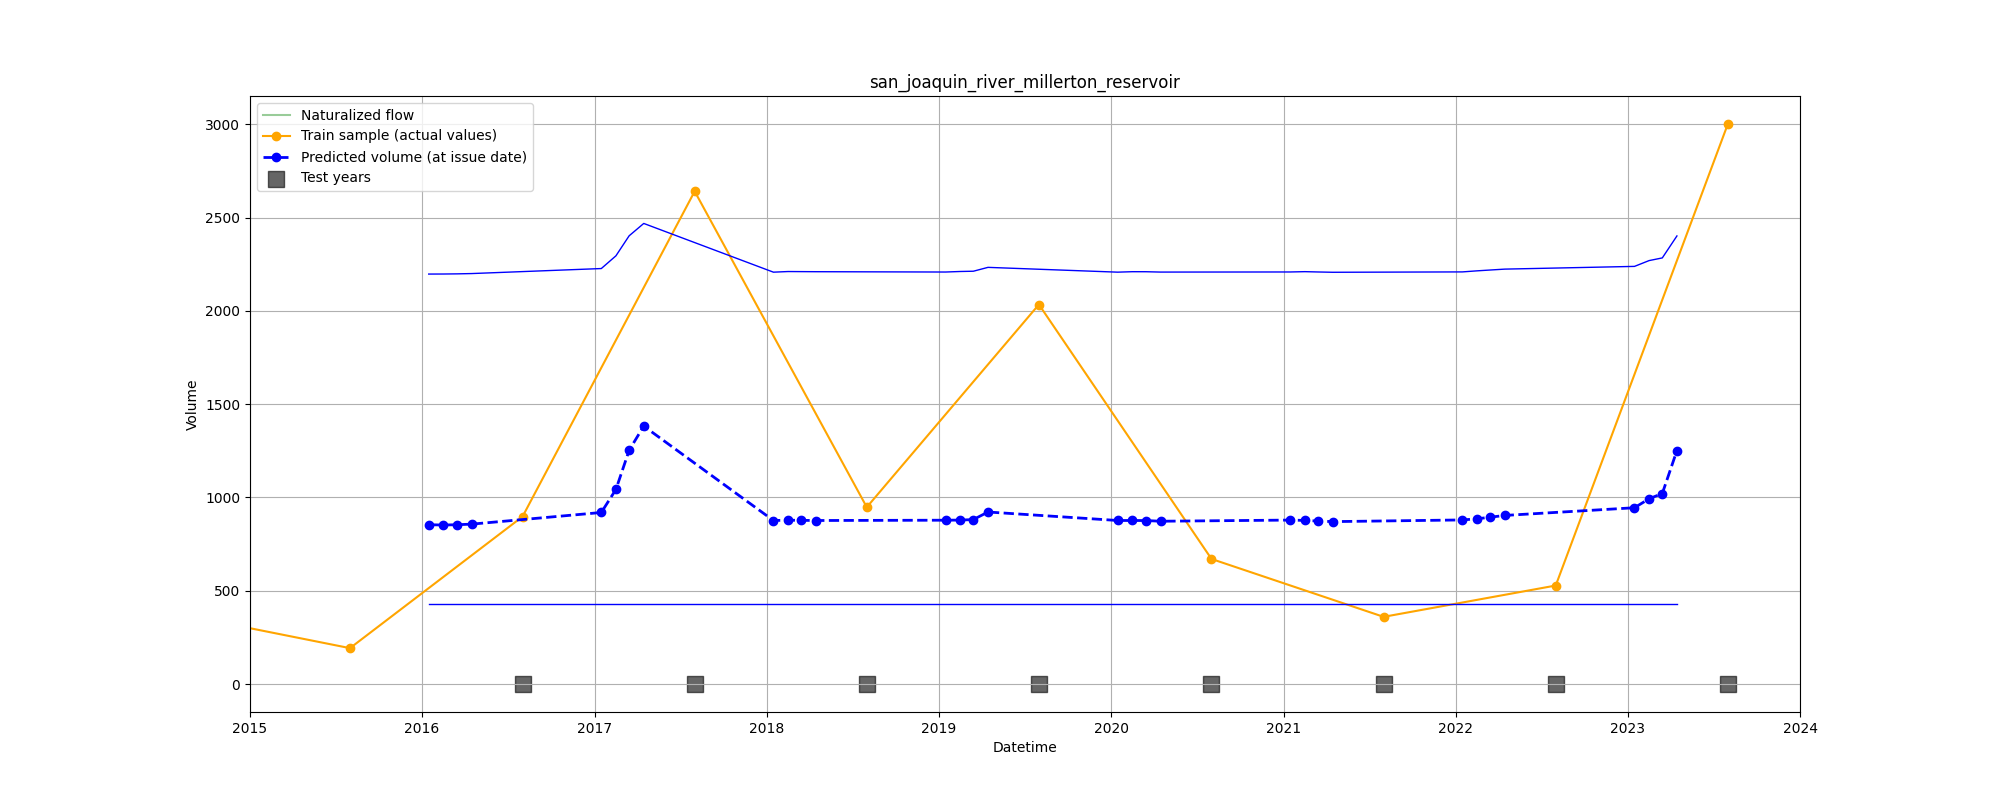 san_joaquin_river_millerton_reservoir
Naturalized flow
Train sample (actual values)
Predicted volume (at issue date)
Test years
3000
2500
2000
1500
1000
500
0
Volume
2015 2016 2017 2018 2019 2020 2021 2022 2023 2024
Datetime